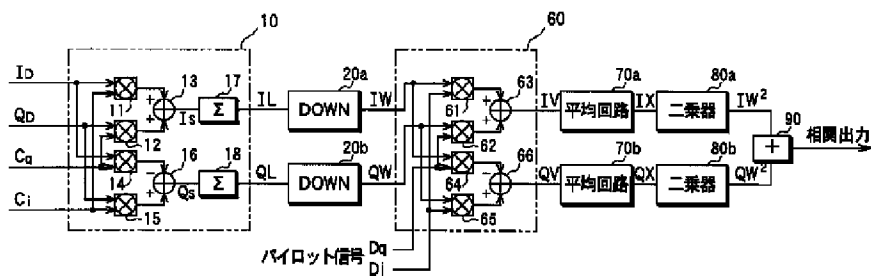 10
60
ID
QD
Cq
Ci
11
12
13
14
15
16
17
18
Σ
Σ
Is
Qs
IL
QL
20a
DOWN
20b
DOWN
IW
QW
61
62
63
64
65
66
パイロット信号 Dq
Di
IV
QV
70a
平均回路
70b
平均回路
IX
QX
80a
二乗器
80b
二乗器
IW²
QW²
90
+
相関出力